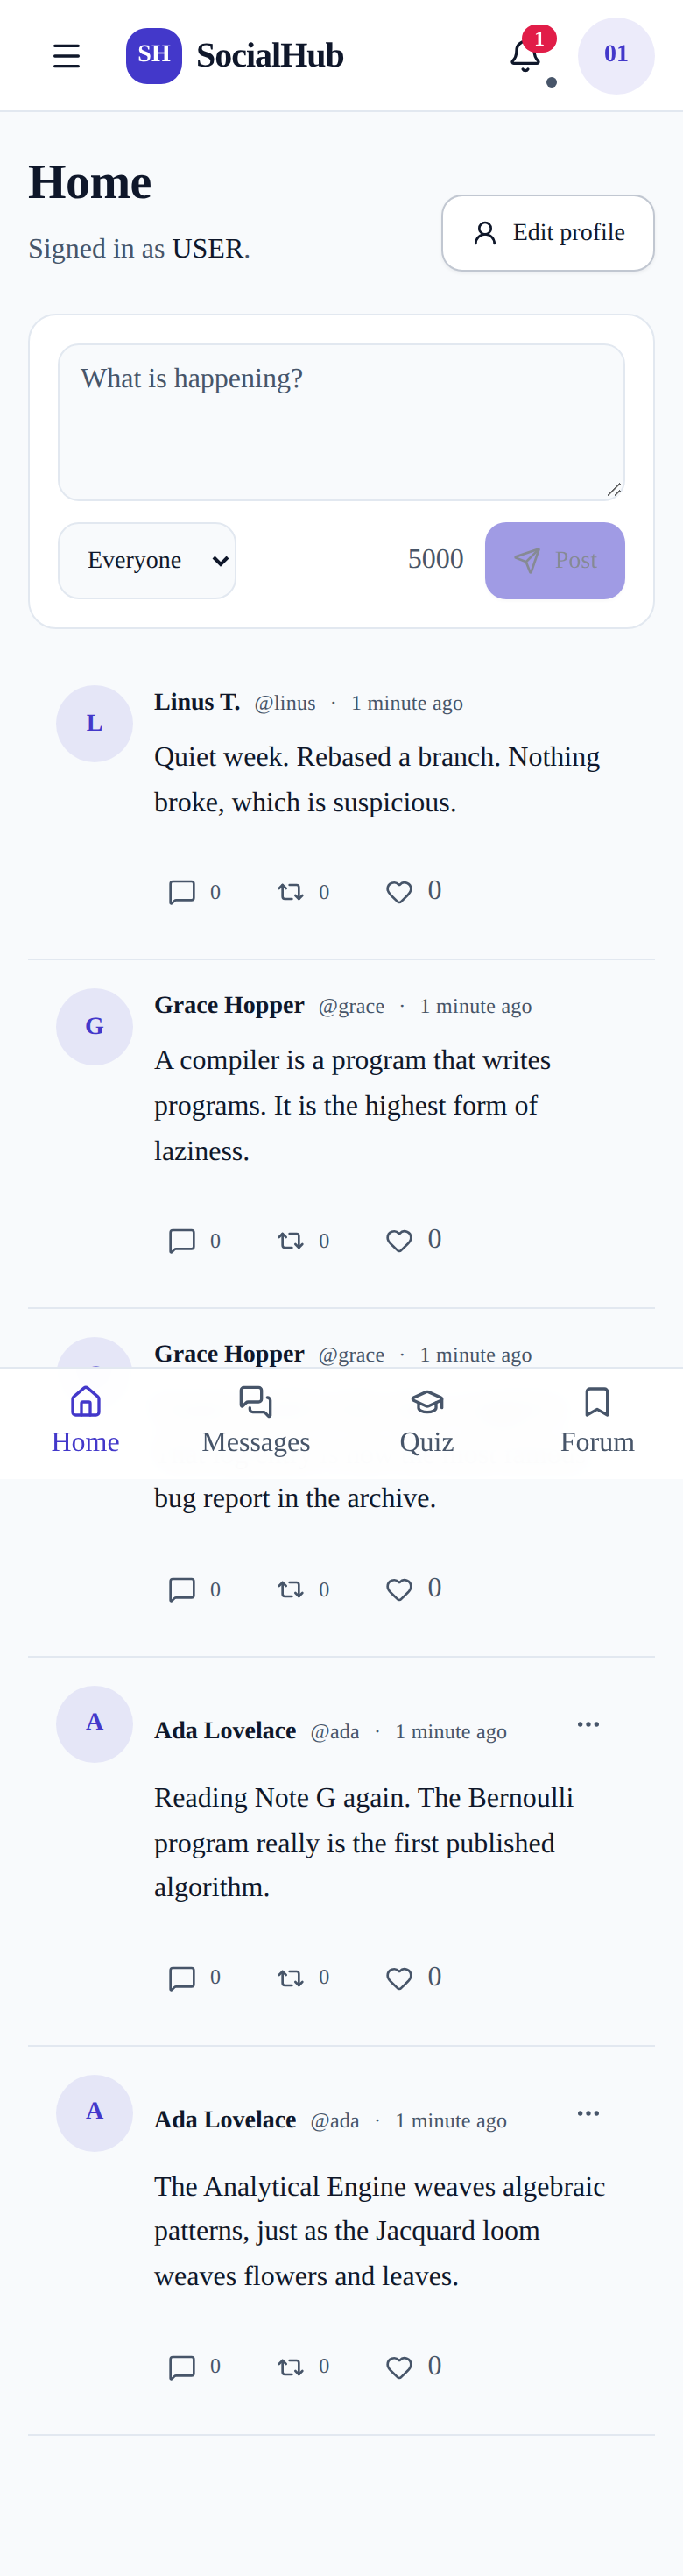 SH SocialHub 1 01
Home
Signed in as USER.
Edit profile
What is happening?
Everyone 5000 Post
L Linus T. @linus · 1 minute ago
Quiet week. Rebased a branch. Nothing
broke, which is suspicious.
0 0 0
G Grace Hopper @grace · 1 minute ago
A compiler is a program that writes
programs. It is the highest form of
laziness.
0 0 0
Grace Hopper @grace · 1 minute ago
Home Messages Quiz Forum
bug report in the archive.
0 0 0
A Ada Lovelace @ada · 1 minute ago
Reading Note G again. The Bernoulli
program really is the first published
algorithm.
0 0 0
A Ada Lovelace @ada · 1 minute ago
The Analytical Engine weaves algebraic
patterns, just as the Jacquard loom
weaves flowers and leaves.
0 0 0